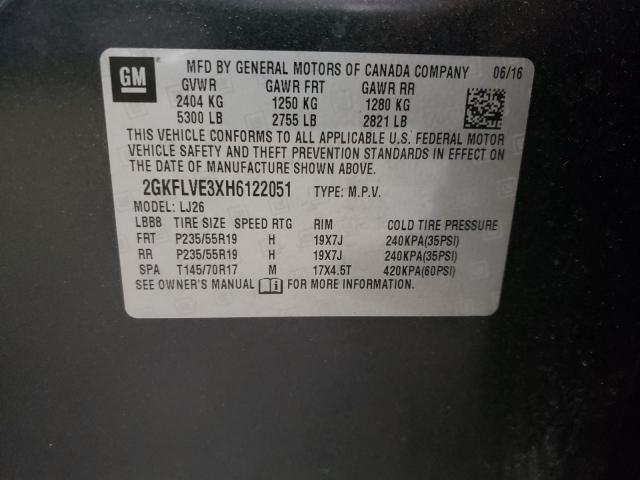 GM
MFD BY GENERAL MOTORS OF CANADA COMPANY 06/16
GVWR GAWR FRT GAWR RR
2404 KG 1250 KG 1280 KG
5300 LB 2755 LB 2821 LB
THIS VEHICLE CONFORMS TO ALL APPLICABLE U.S. FEDERAL MOTOR
VEHICLE SAFETY AND THEFT PREVENTION STANDARDS IN EFFECT ON
THE DATE OF MANUFACTURE SHOWN ABOVE.
2GKFLVE3XH6122051 TYPE: M.P.V.
MODEL: LJ26
LBB8 TIRE SIZE SPEED RTG RIM COLD TIRE PRESSURE
FRT P235/55R19 H 19X7J 240KPA(35PSI)
RR P235/55R19 H 19X7J 240KPA(35PSI)
SPA T145/70R17 M 17X4.5T 420KPA(60PSI)
SEE OWNER'S MANUAL i FOR MORE INFORMATION.